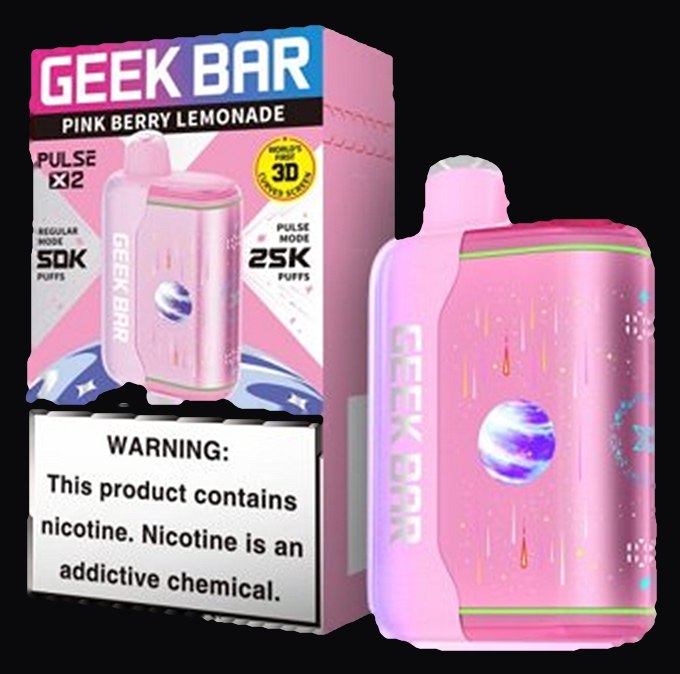 GEEK BAR
PINK BERRY LEMONADE
PULSE
X2
WORLD'S
FIRST
3D
CURVED SCREEN
REGULAR
MODE
50K
PUFFS
PULSE
MODE
25K
PUFFS
GEEK BAR
WARNING:
This product contains
nicotine. Nicotine is an
addictive chemical.
GEEK BAR